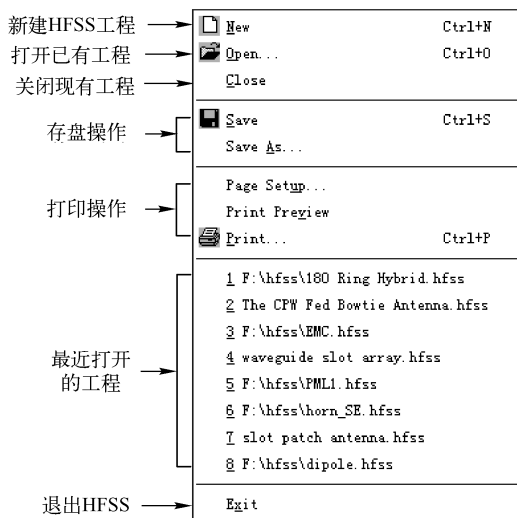 新建HFSS工程 New Ctrl+N
打开已有工程 Open... Ctrl+O
关闭现有工程 Close
存盘操作 Save Ctrl+S
Save As...
Page Setup...
打印操作 Print Preview
Print... Ctrl+P
1 F:\hfss\180 Ring Hybrid.hfss
2 The CPW Fed Bowtie Antenna.hfss
3 F:\hfss\EMC.hfss
最近打开
的工程
4 waveguide slot array.hfss
5 F:\hfss\PML1.hfss
6 F:\hfss\horn_SE.hfss
7 slot patch antenna.hfss
8 F:\hfss\dipole.hfss
退出HFSS Exit